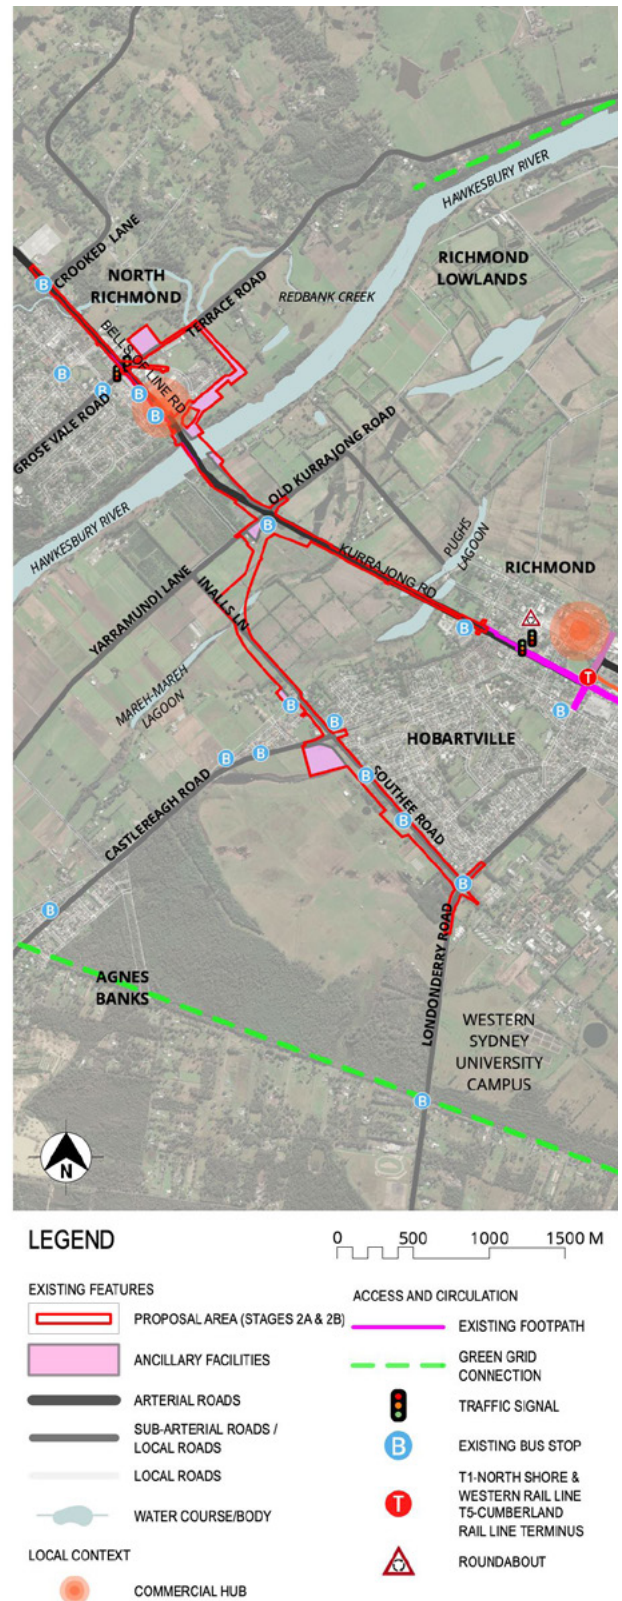 HAWKESBURY RIVER
CROOKED LANE
NORTH
RICHMOND
RICHMOND
LOWLANDS
REDBANK CREEK
TERRACE ROAD
BELLS OF LINE RD
GROSE VALE ROAD
OLD KURRAJONG ROAD
HAWKESBURY RIVER
KURRAJONG RD
PUGHS
LAGOON
RICHMOND
YARRAMUNDI LANE
INALLS LN
MAREH-MAREH
LAGOON
HOBARTVILLE
CASTLEREAGH ROAD
SOUTHEE ROAD
LONDONDERRY ROAD
AGNES
BANKS
WESTERN
SYDNEY
UNIVERSITY
CAMPUS
B
B
B
B
B
B
B
T
B
B
B
B
B
B
B
B
B
B
N
LEGEND
0 500 1000 1500 M
EXISTING FEATURES
PROPOSAL AREA (STAGES 2A & 2B)
ANCILLARY FACILITIES
ARTERIAL ROADS
SUB-ARTERIAL ROADS /
LOCAL ROADS
LOCAL ROADS
WATER COURSE/BODY
LOCAL CONTEXT
COMMERCIAL HUB
ACCESS AND CIRCULATION
EXISTING FOOTPATH
GREEN GRID
CONNECTION
TRAFFIC SIGNAL
B
EXISTING BUS STOP
T
T1-NORTH SHORE &
WESTERN RAIL LINE
T5-CUMBERLAND
RAIL LINE TERMINUS
ROUNDABOUT